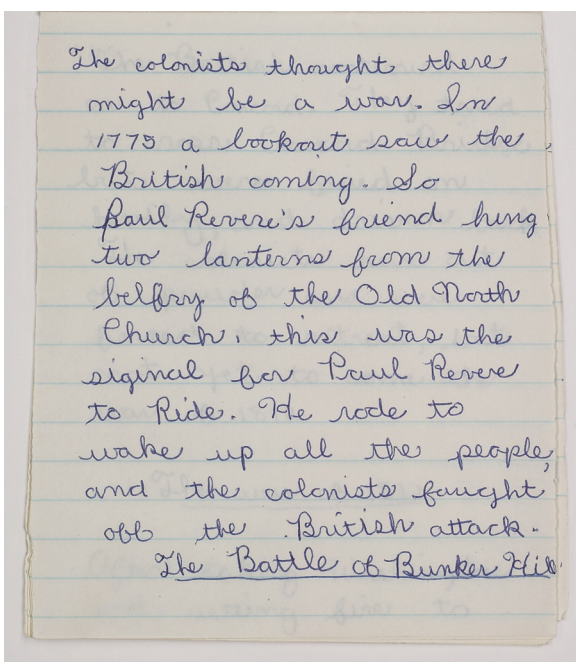 The colonists thought there
might be a war. In
1775 a lookout saw the
British coming. So
Paul Revere's friend hung
two lanterns from the
belfry of the Old North
Church, this was the
siginal for Paul Revere
to Ride. He rode to
wake up all the people,
and the colonists faught
off the British attack.
The Battle of Bunker Hill